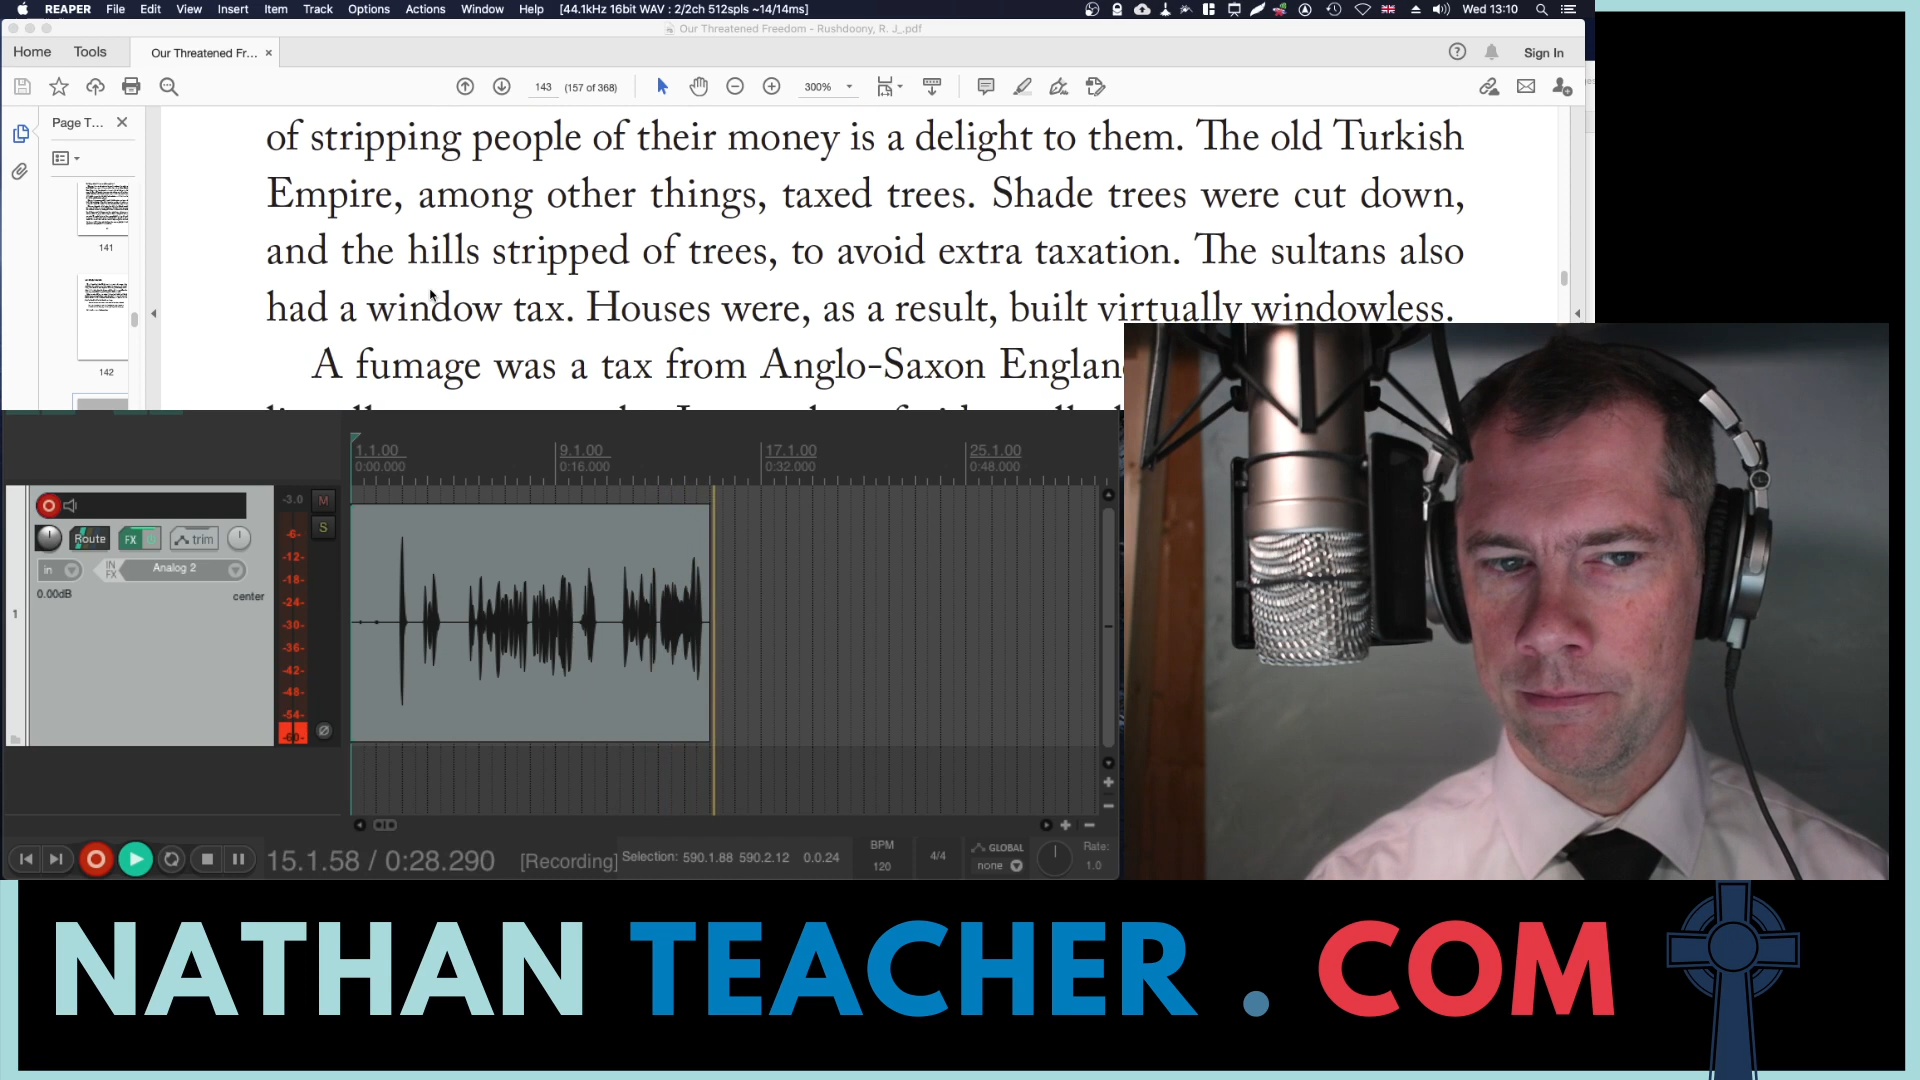 REAPER File Edit View Insert Item Track Options Actions Window Help [44.1kHz 16bit WAV : 2/2ch 512spls ~14/14ms] Wed 13:10
Our Threatened Freedom - Rushdoony, R. J_.pdf
Home Tools Our Threatened Fr... × Sign In
143 (157 of 368) 300%
Page T...
141
142
of stripping people of their money is a delight to them. The old Turkish
Empire, among other things, taxed trees. Shade trees were cut down,
and the hills stripped of trees, to avoid extra taxation. The sultans also
had a window tax. Houses were, as a result, built virtually windowless.
A fumage was a tax from Anglo-Saxon England
1.1.00 9.1.00 17.1.00 25.1.00
0:00.000 0:16.000 0:32.000 0:48.000
-3.0 M
S
Route FX trim
in IN FX Analog 2
0.00dB center
1
-6-
-12-
-18-
-24-
-30-
-36-
-42-
-48-
-54-
-60-
15.1.58 / 0:28.290 [Recording] Selection: 590.1.88 590.2.12 0.0.24
BPM
120
4/4
GLOBAL
none
Rate:
1.0
NATHAN TEACHER . COM